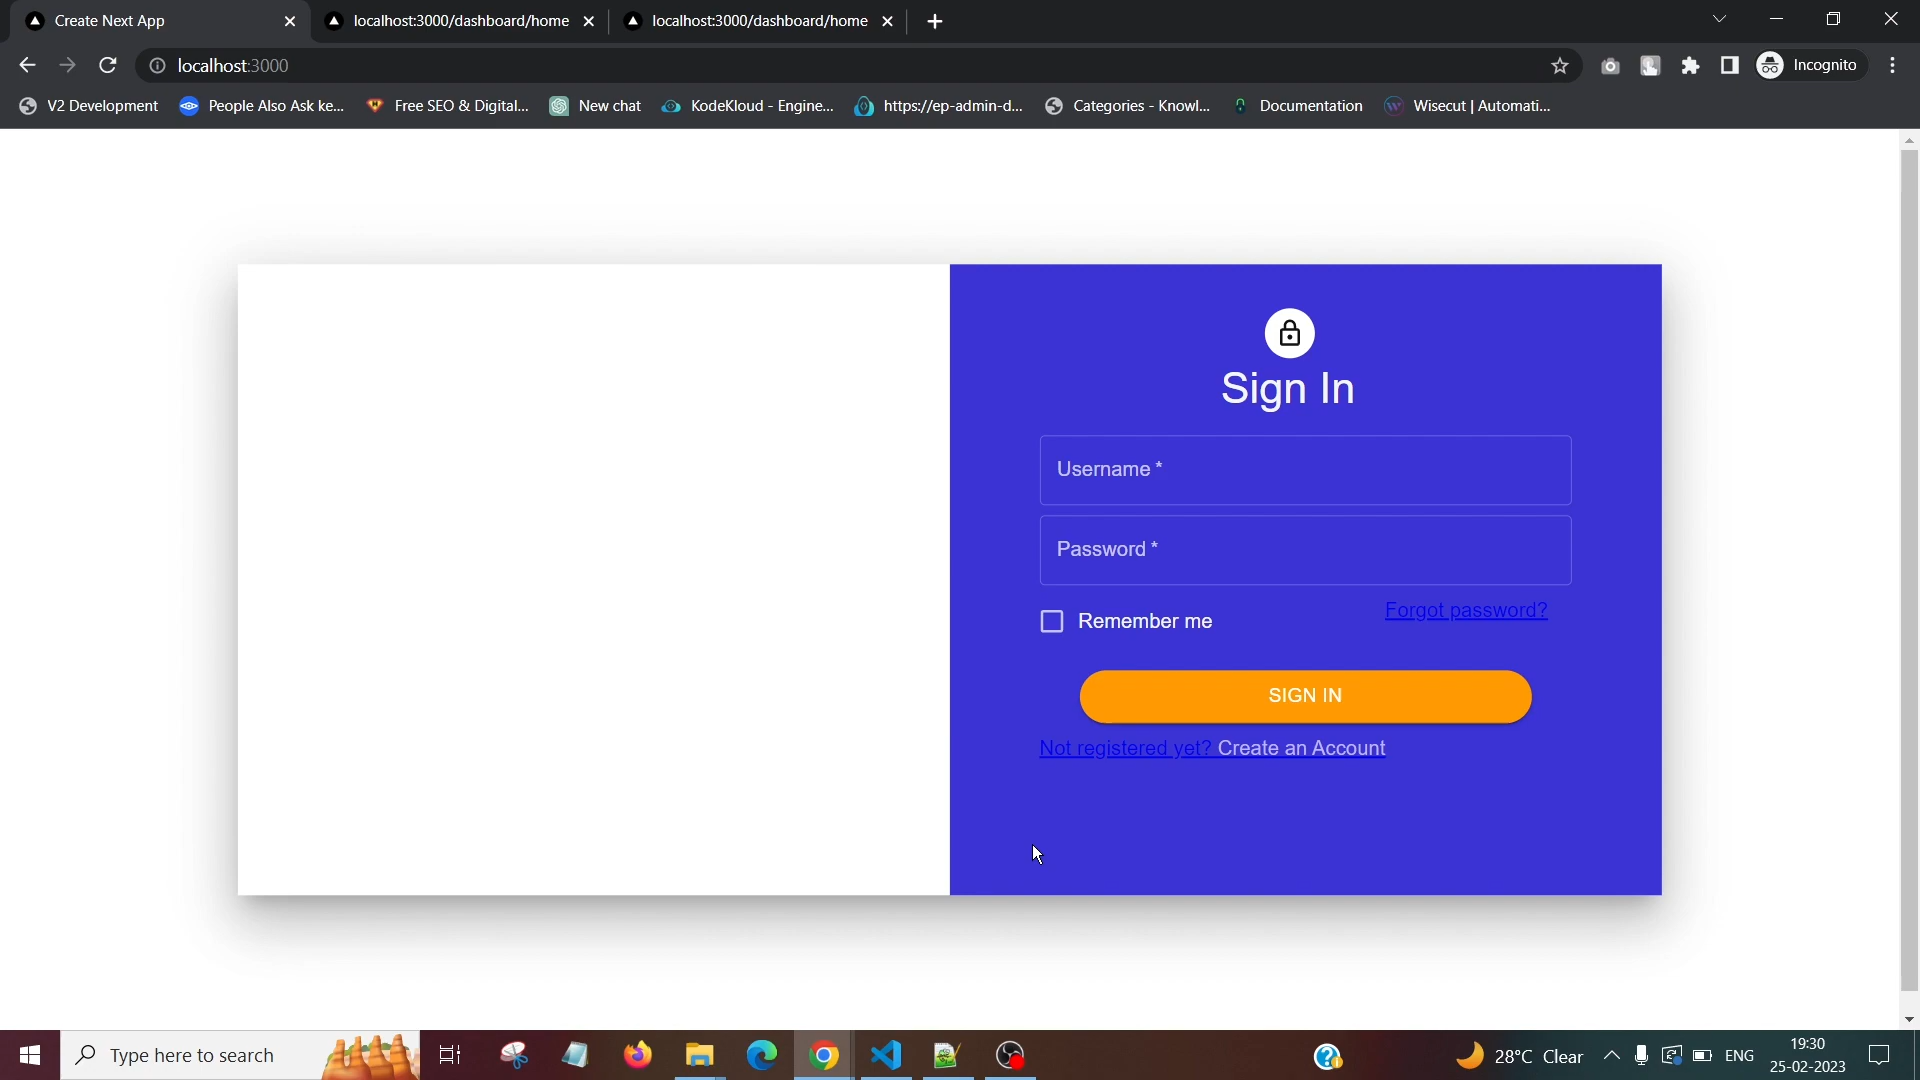 Create Next App
localhost:3000/dashboard/home
localhost:3000/dashboard/home
localhost:3000
Incognito
V2 Development
People Also Ask ke...
Free SEO & Digital...
New chat
KodeKloud - Engine...
https://ep-admin-d...
Categories - Knowl...
Documentation
Wisecut | Automati...
Sign In
Username *
Password *
Remember me
Forgot password?
SIGN IN
Not registered yet? Create an Account
Type here to search
28°C Clear
ENG
19:30
25-02-2023